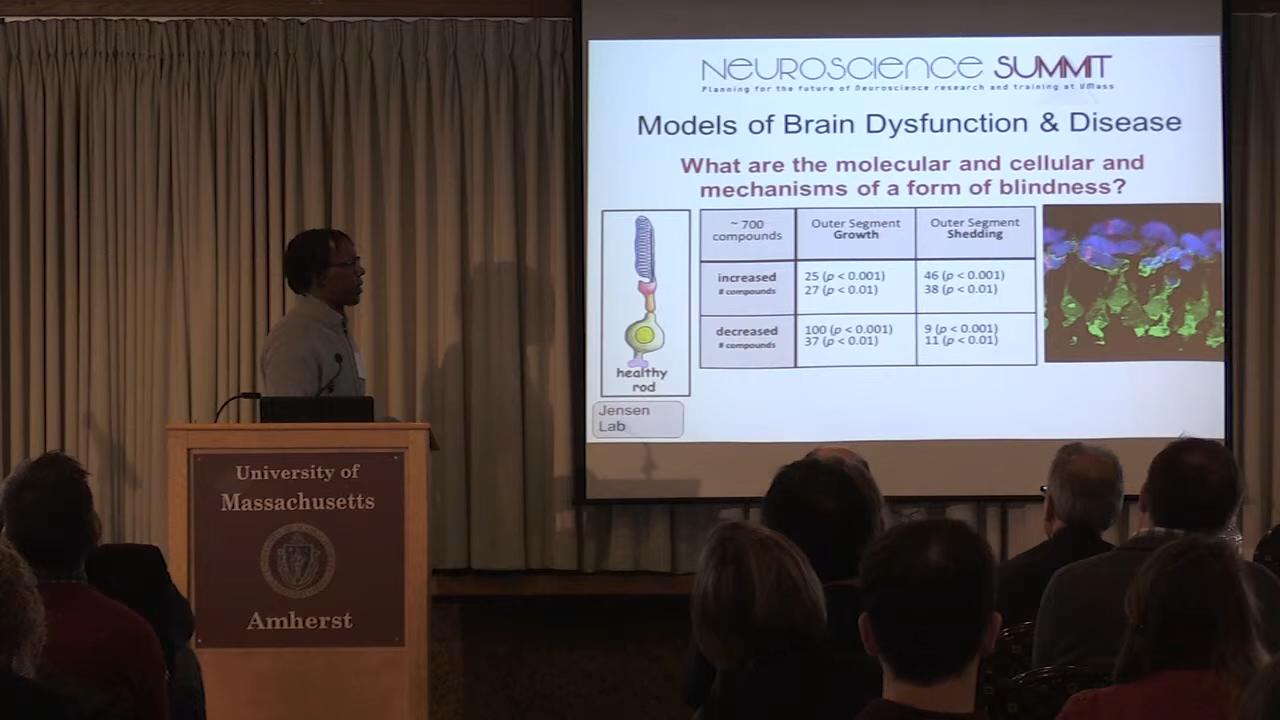 NEUROSCIENCE SUMMIT
Planning for the future of Neuroscience research and training at UMass
Models of Brain Dysfunction & Disease
What are the molecular and cellular and
mechanisms of a form of blindness?
~ 700
compounds
Outer Segment
Growth
Outer Segment
Shedding
increased
# compounds
25 (p < 0.001)
27 (p < 0.01)
46 (p < 0.001)
38 (p < 0.01)
decreased
# compounds
100 (p < 0.001)
37 (p < 0.01)
9 (p < 0.001)
11 (p < 0.01)
healthy
rod
Jensen
Lab
University of
Massachusetts
Amherst